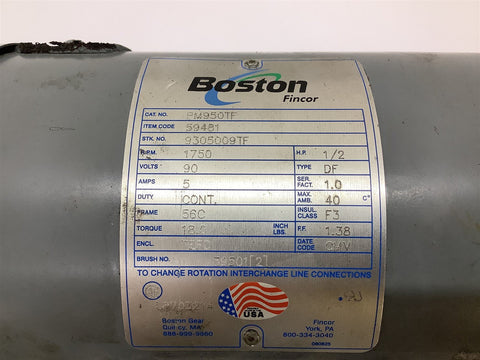 Boston
Fincor
CAT. NO. PM950TF
ITEM CODE 59481
STK. NO. 9305009TF
R.P.M. 1750 H.P. 1/2
VOLTS 90 TYPE DF
AMPS 5 SER. FACT. 1.0
DUTY CONT. MAX. AMB. 40 C°
FRAME 56C INSUL. CLASS F3
TORQUE INCH LBS. F.F. 1.38
ENCL. DATE CODE
BRUSH NO.
TO CHANGE ROTATION INTERCHANGE LINE CONNECTIONS
MADE IN USA
Boston Gear Fincor
Quincy, MA York, PA
888-999-9860 800-334-3040